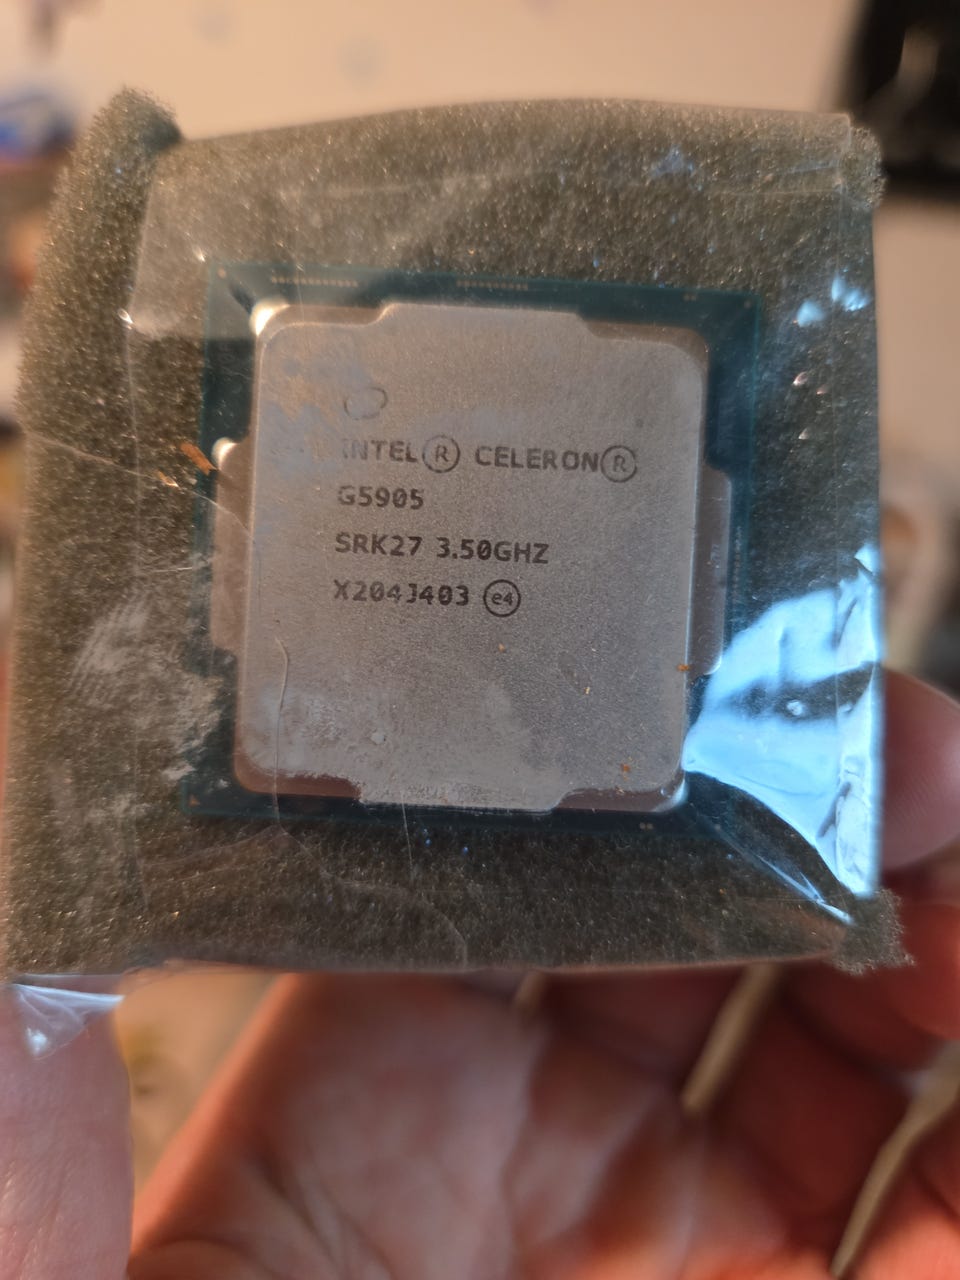 INTEL® CELERON®
G5905
SRK27 3.50GHZ
X204J403 e4